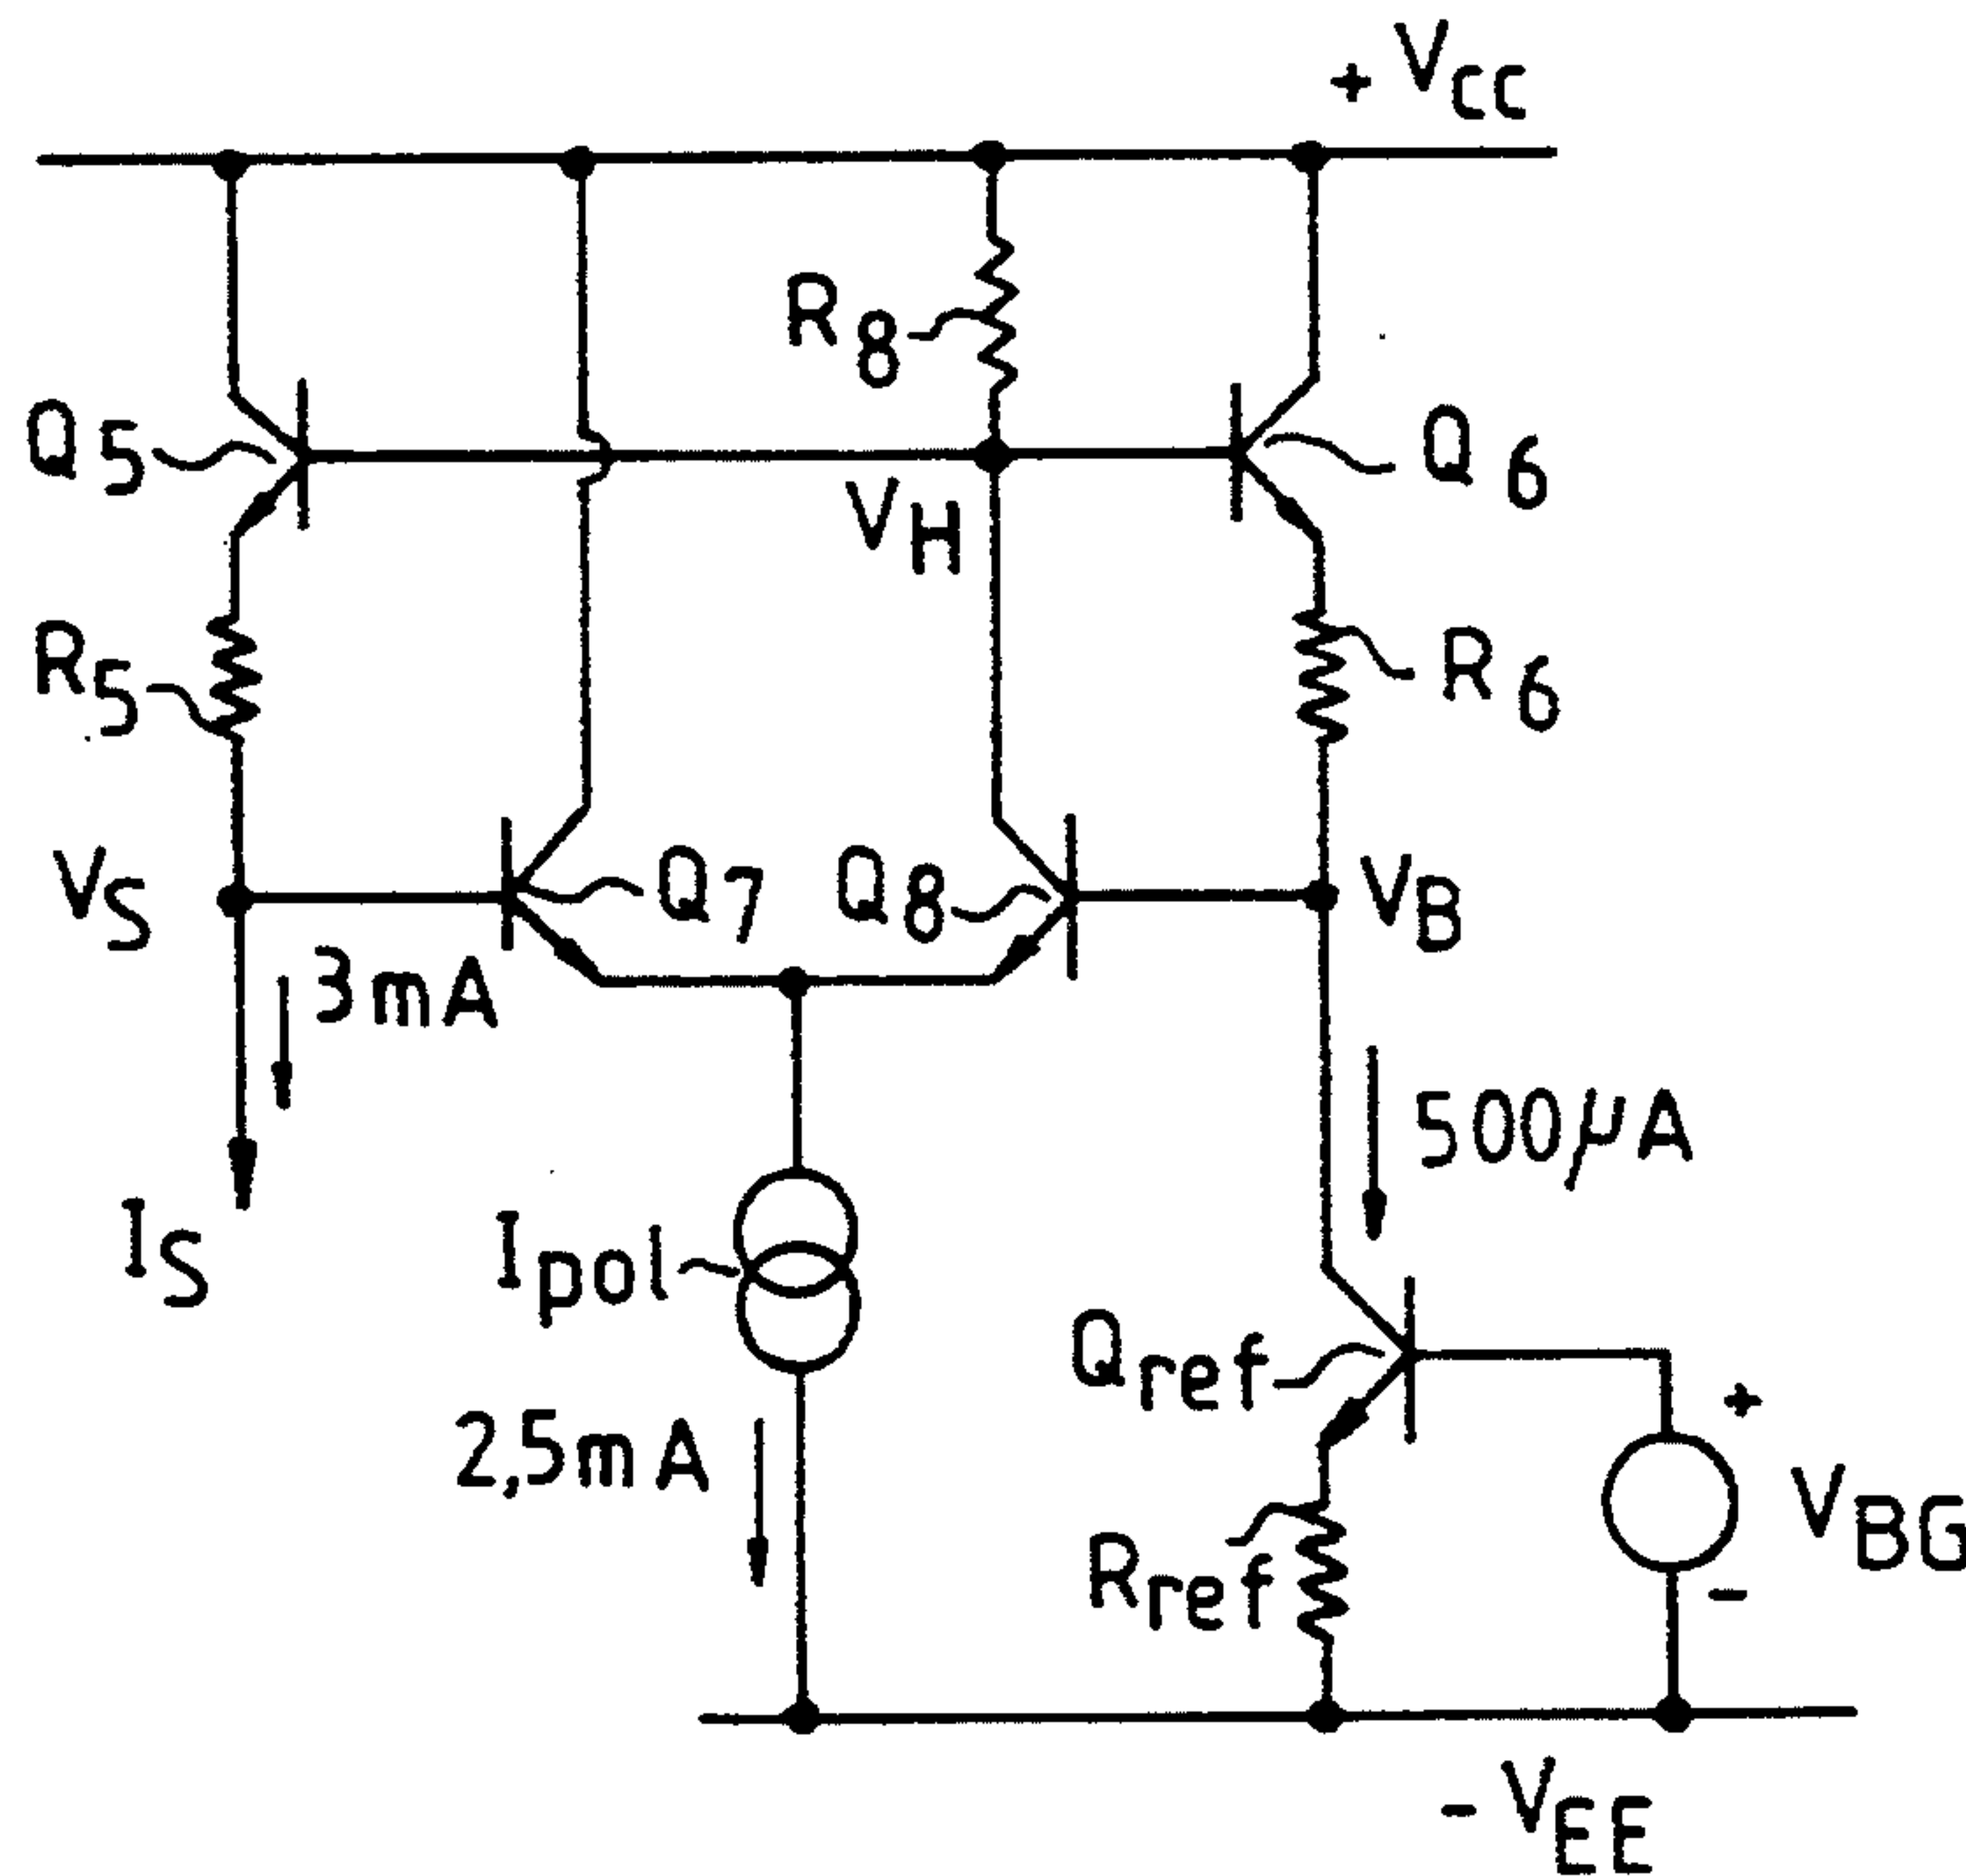 + VCC
R8
Q5
Q6
VH
R5
R6
VS
Q7
Q8
VB
3mA
500µA
IS
Ipol
Qref
2,5mA
+
VBG
Rref
-
- VEE